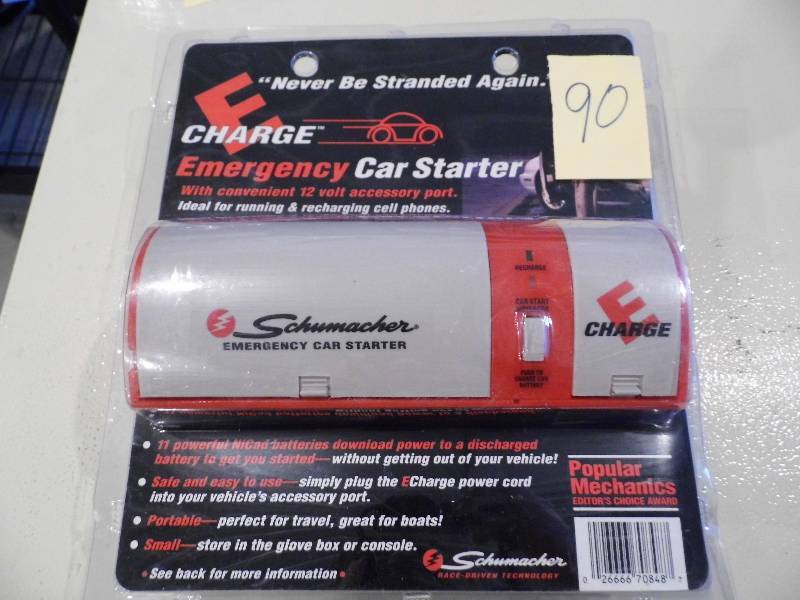 "Never Be Stranded Again."
90
E
CHARGE™
Emergency Car Starter
With convenient 12 volt accessory port.
Ideal for running & recharging cell phones.
RECHARGE
CAR START
Schumacher®
EMERGENCY CAR STARTER
E
CHARGE
PUSH TO
CHARGE CAR
BATTERY
• 11 powerful NiCad batteries download power to a discharged
battery to get you started—without getting out of your vehicle!
• Safe and easy to use—simply plug the ECharge power cord
into your vehicle's accessory port.
• Portable—perfect for travel, great for boats!
• Small—store in the glove box or console.
• See back for more information •
Popular
Mechanics
EDITOR'S CHOICE AWARD
Schumacher
RACE-DRIVEN TECHNOLOGY
0 26666 70848